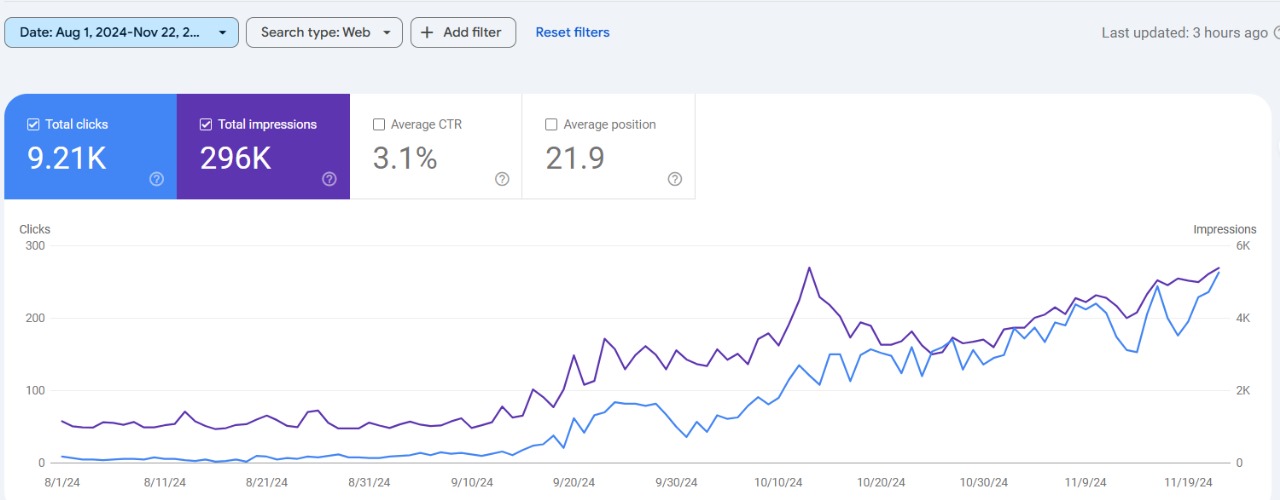 Date: Aug 1, 2024-Nov 22, 2...
Search type: Web
+ Add filter
Reset filters
Last updated: 3 hours ago
Total clicks
9.21K
Total impressions
296K
Average CTR
3.1%
Average position
21.9
Clicks
Impressions
300
6K
200
4K
100
2K
0
0
8/1/24 8/11/24 8/21/24 8/31/24 9/10/24 9/20/24 9/30/24 10/10/24 10/20/24 10/30/24 11/9/24 11/19/24